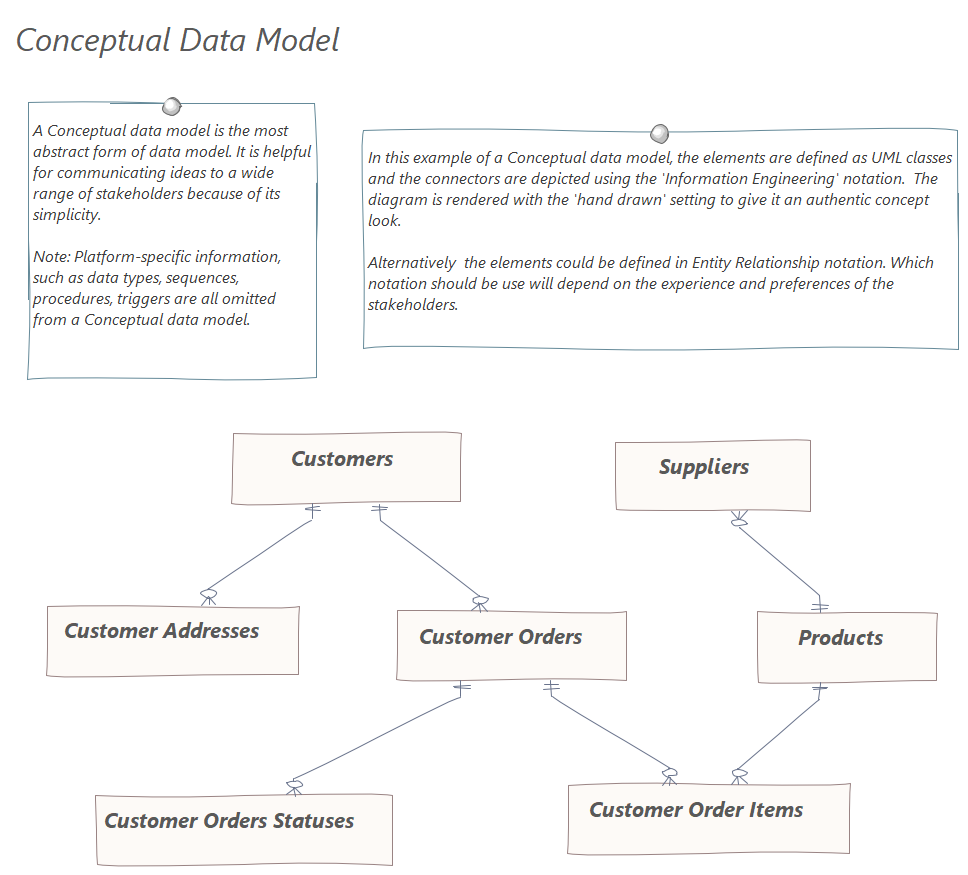 Conceptual Data Model
A Conceptual data model is the most
abstract form of data model. It is helpful
for communicating ideas to a wide
range of stakeholders because of its
simplicity.
Note: Platform-specific information,
such as data types, sequences,
procedures, triggers are all omitted
from a Conceptual data model.
In this example of a Conceptual data model, the elements are defined as UML classes
and the connectors are depicted using the 'Information Engineering' notation.  The
diagram is rendered with the 'hand drawn' setting to give it an authentic concept
look.
Alternatively  the elements could be defined in Entity Relationship notation. Which
notation should be use will depend on the experience and preferences of the
stakeholders.
Customers
Suppliers
Customer Addresses
Customer Orders
Products
Customer Orders Statuses
Customer Order Items